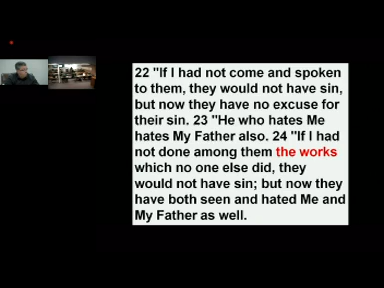 22 "If I had not come and spoken
to them, they would not have sin,
but now they have no excuse for
their sin. 23 "He who hates Me
hates My Father also. 24 "If I had
not done among them the works
which no one else did, they
would not have sin; but now they
have both seen and hated Me and
My Father as well.